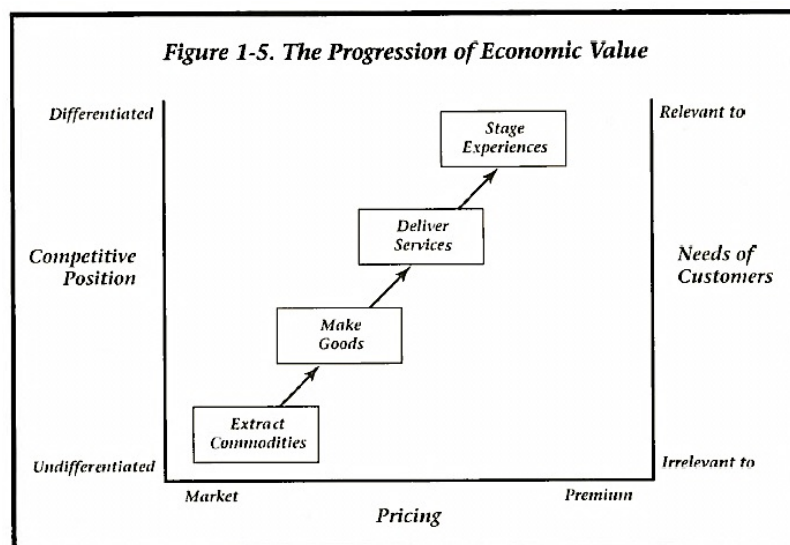 Figure 1-5. The Progression of Economic Value
Differentiated
Relevant to
Stage
Experiences
Deliver
Services
Competitive
Position
Needs of
Customers
Make
Goods
Extract
Commodities
Undifferentiated
Irrelevant to
Market
Premium
Pricing